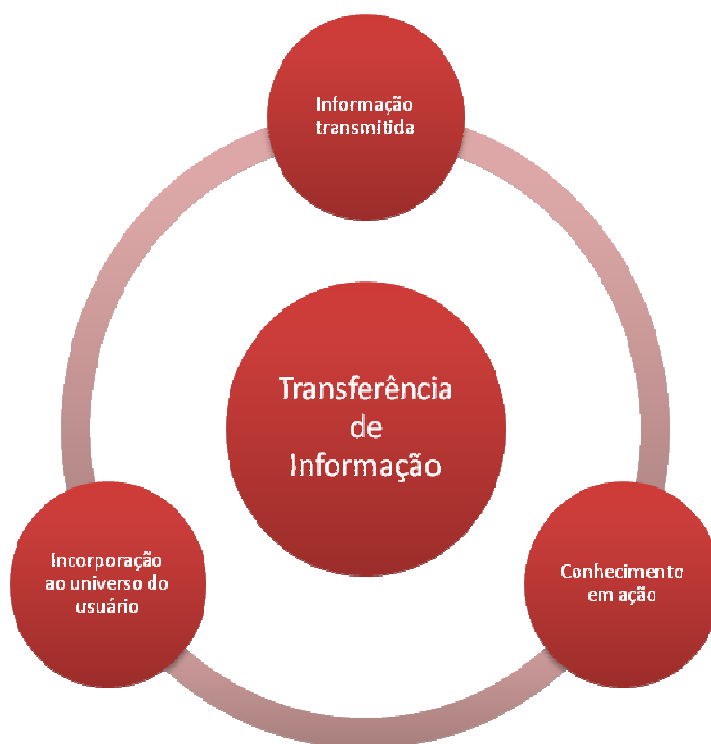 Informação
transmitida
Transferência
de
Informação
Incorporação
ao universo do
usuário
Conhecimento
em ação